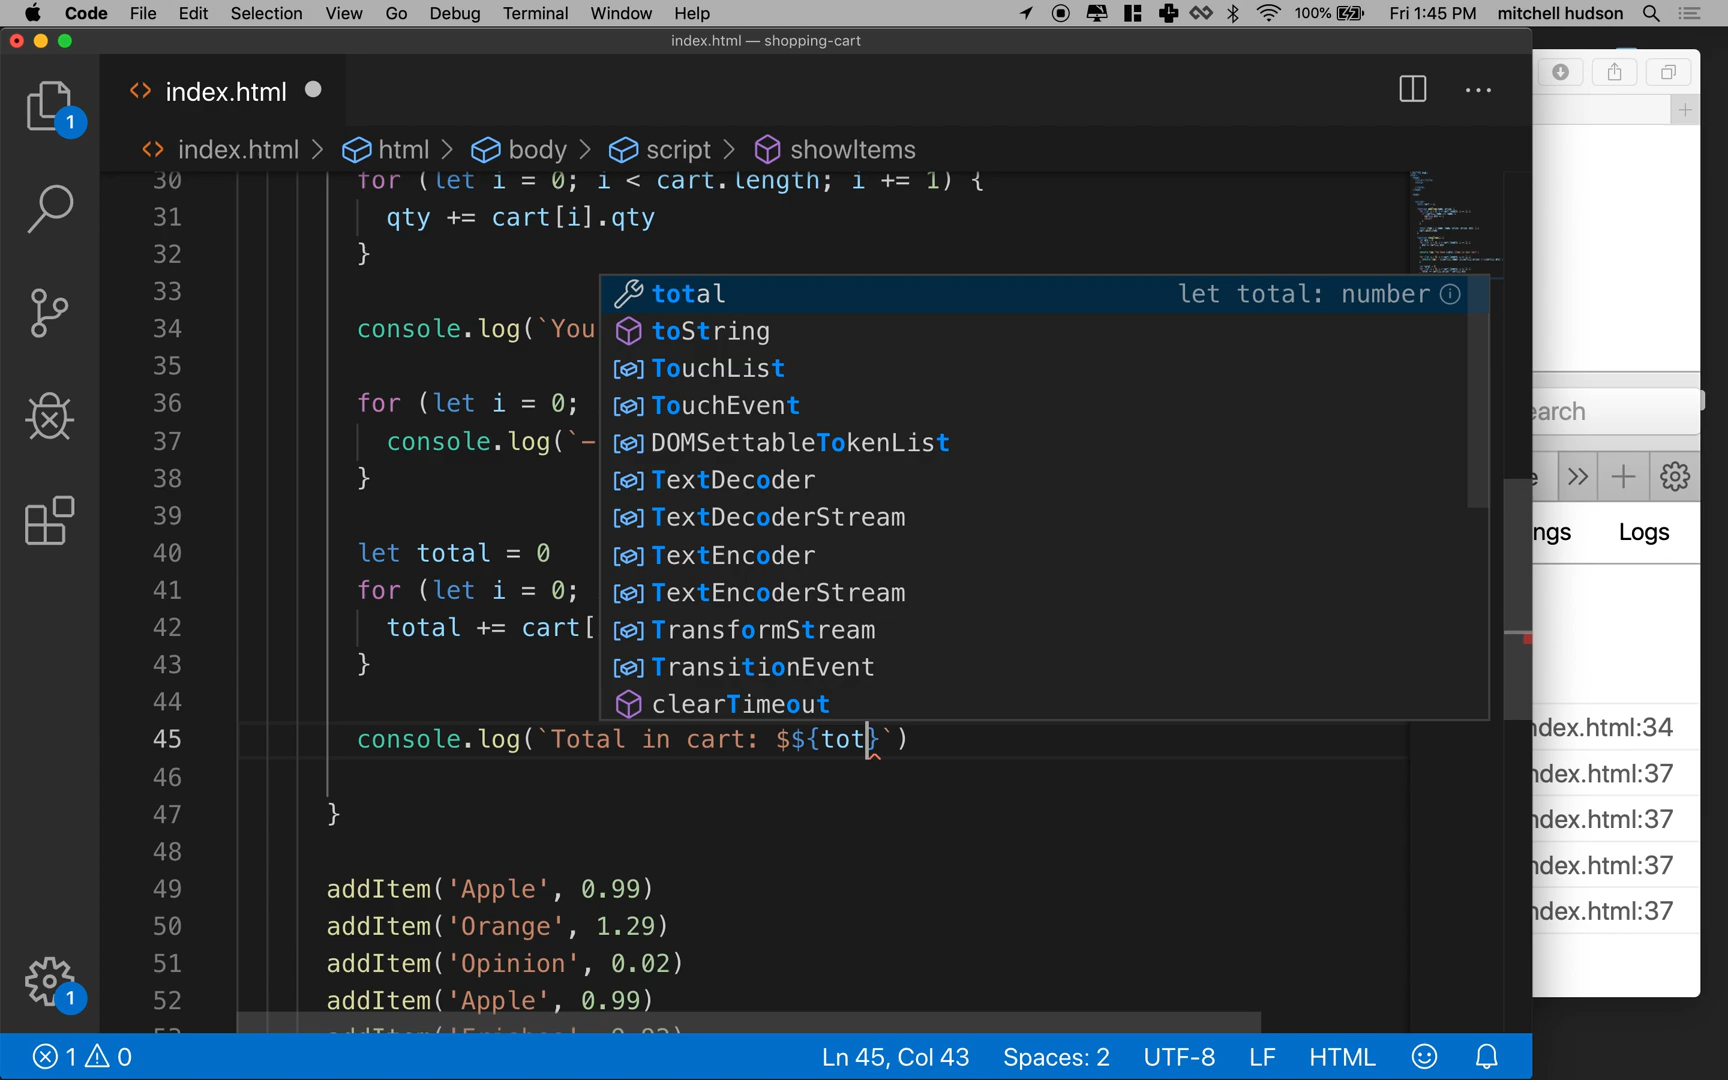 Code File Edit Selection View Go Debug Terminal Window Help 100% Fri 1:45 PM mitchell hudson
index.html — shopping-cart
index.html
index.html > html > body > script > showItems
30 for (let i = 0; i < cart.length; i += 1) {
31 qty += cart[i].qty
32 }
33
34 console.log(`You
35
36 for (let i = 0;
37 console.log(`-
38 }
39
40 let total = 0
41 for (let i = 0;
42 total += cart[
43 }
44
45 console.log(`Total in cart: $${tot}`)
46
47 }
48
49 addItem('Apple', 0.99)
50 addItem('Orange', 1.29)
51 addItem('Opinion', 0.02)
52 addItem('Apple', 0.99)
total let total: number
toString
TouchList
TouchEvent
DOMSettableTokenList
TextDecoder
TextDecoderStream
TextEncoder
TextEncoderStream
TransformStream
TransitionEvent
clearTimeout
1
1
earch
ngs Logs
ndex.html:34
ndex.html:37
ndex.html:37
ndex.html:37
ndex.html:37
1 0 Ln 45, Col 43 Spaces: 2 UTF-8 LF HTML